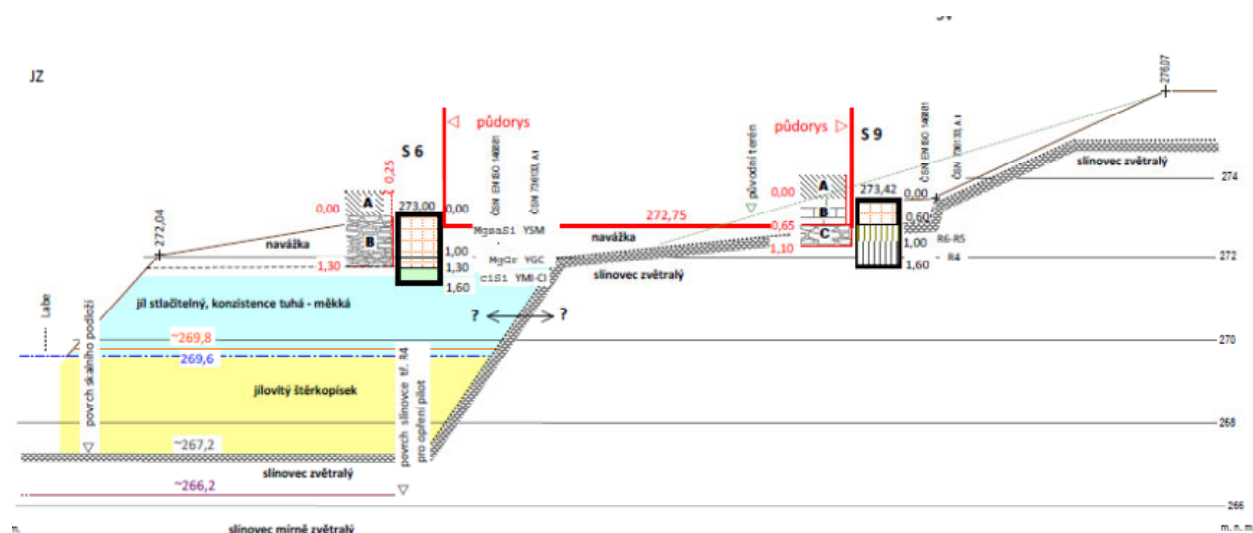 JZ
276,07
půdorys
půdorys
S 6
S 9
ČSN EN ISO 146881
ČSN 736133, A.I
ČSN EN ISO 146881
ČSN 736133, A.I
původní terén
slínovec zvětralý
274
0,25
A
B
0,00
273,00
0,00
0,00
A
B
C
273,42
0,00
272,04
MgsaSi YSM
272,75
0,65
0,60
navážka
navážka
1,00
MgGr YGC
1,10
1,00
R6-R5
R4
272
1,30
1,30
ciSi YMI-CI
slínovec zvětralý
1,60
1,60
jíl stlačitelný, konzistence tuhá - měkká
?
?
Labe
~269,8
270
269,6
povrch skalního podloží
povrch slínovce tř. R4
pro opření pilot
jílovitý štěrkopísek
268
~267,2
slínovec zvětralý
~266,2
266
m.
slínovec mírně zvětralý
m. n. m